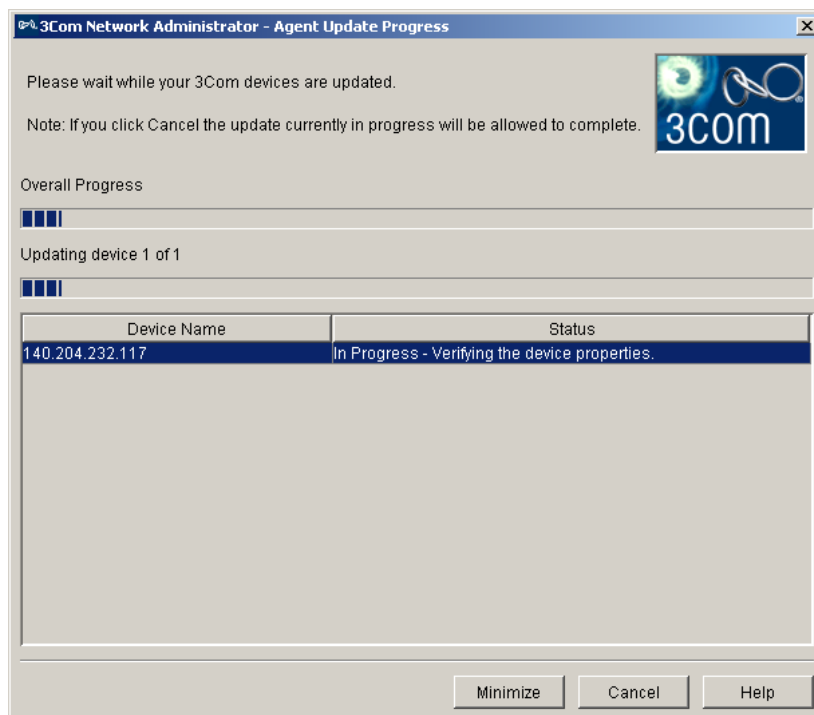 3Com Network Administrator - Agent Update Progress
Please wait while your 3Com devices are updated.
Note: If you click Cancel the update currently in progress will be allowed to complete.
3COM
Overall Progress
Updating device 1 of 1
Device Name Status
140.204.232.117 In Progress - Verifying the device properties.
Minimize Cancel Help